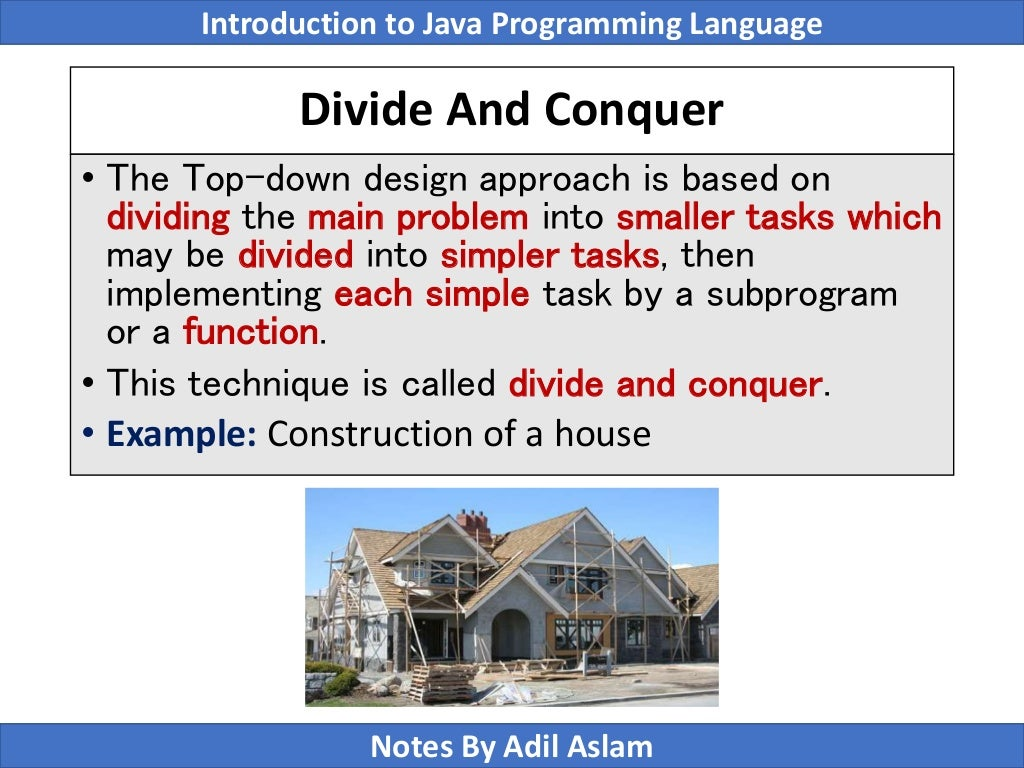 Introduction to Java Programming Language
Divide And Conquer
• The Top-down design approach is based on
dividing the main problem into smaller tasks which
may be divided into simpler tasks, then
implementing each simple task by a subprogram
or a function.
• This technique is called divide and conquer.
• Example: Construction of a house
Notes By Adil Aslam